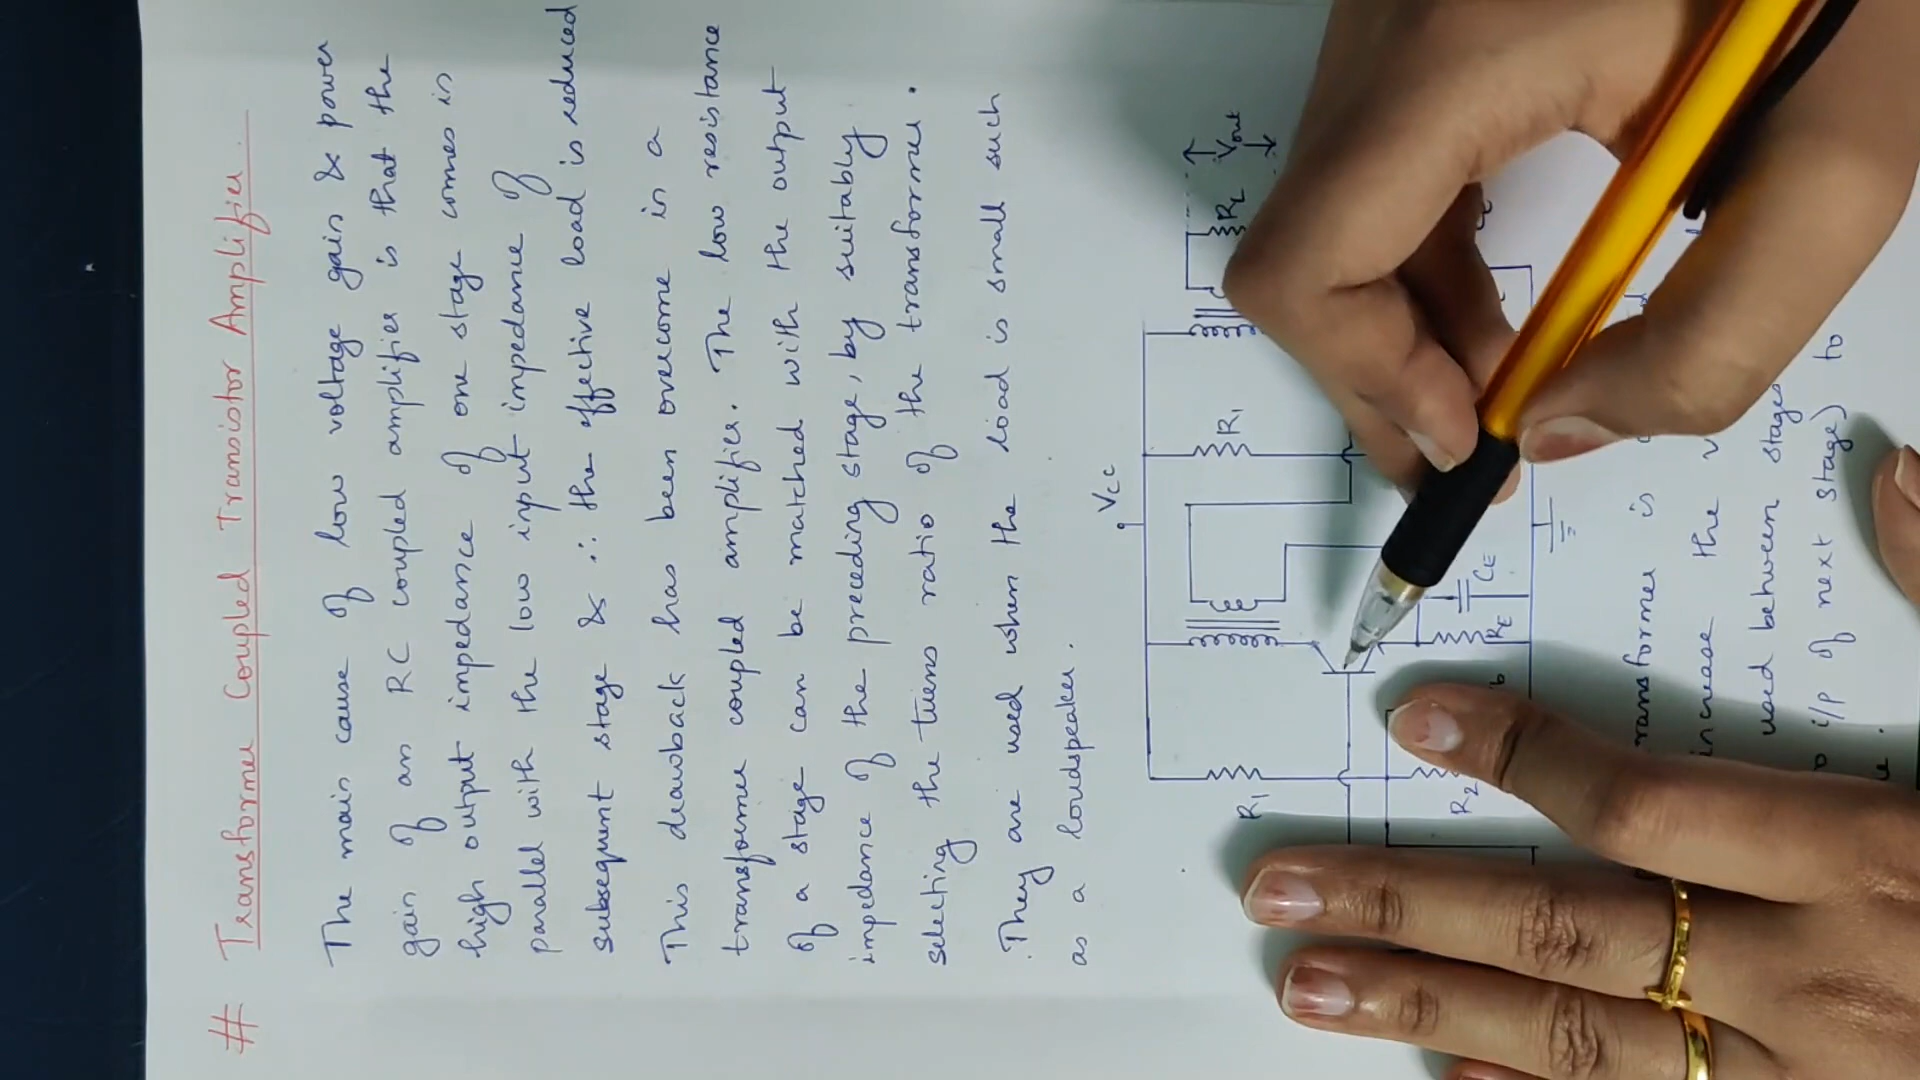 # Transformer Coupled Transistor Amplifier.
The main cause of low voltage gain & power
gain of an RC coupled amplifier is that the
high output impedance of one stage comes in
parallel with the low input impedance of
subsequent stage & ∴ the effective load is reduced
This drawback has been overcome in a
transformer coupled amplifier. The low resistance
of a stage can be matched with the output
impedance of the preceding stage, by suitably
selecting the turns ratio of the transformer.
They are used when the load is small such
as a loudspeaker.
VCC
R1
R1
RL
Vout
R2
RE
CE
ransformer is
increase the
used between stages
i/p of next stage) to